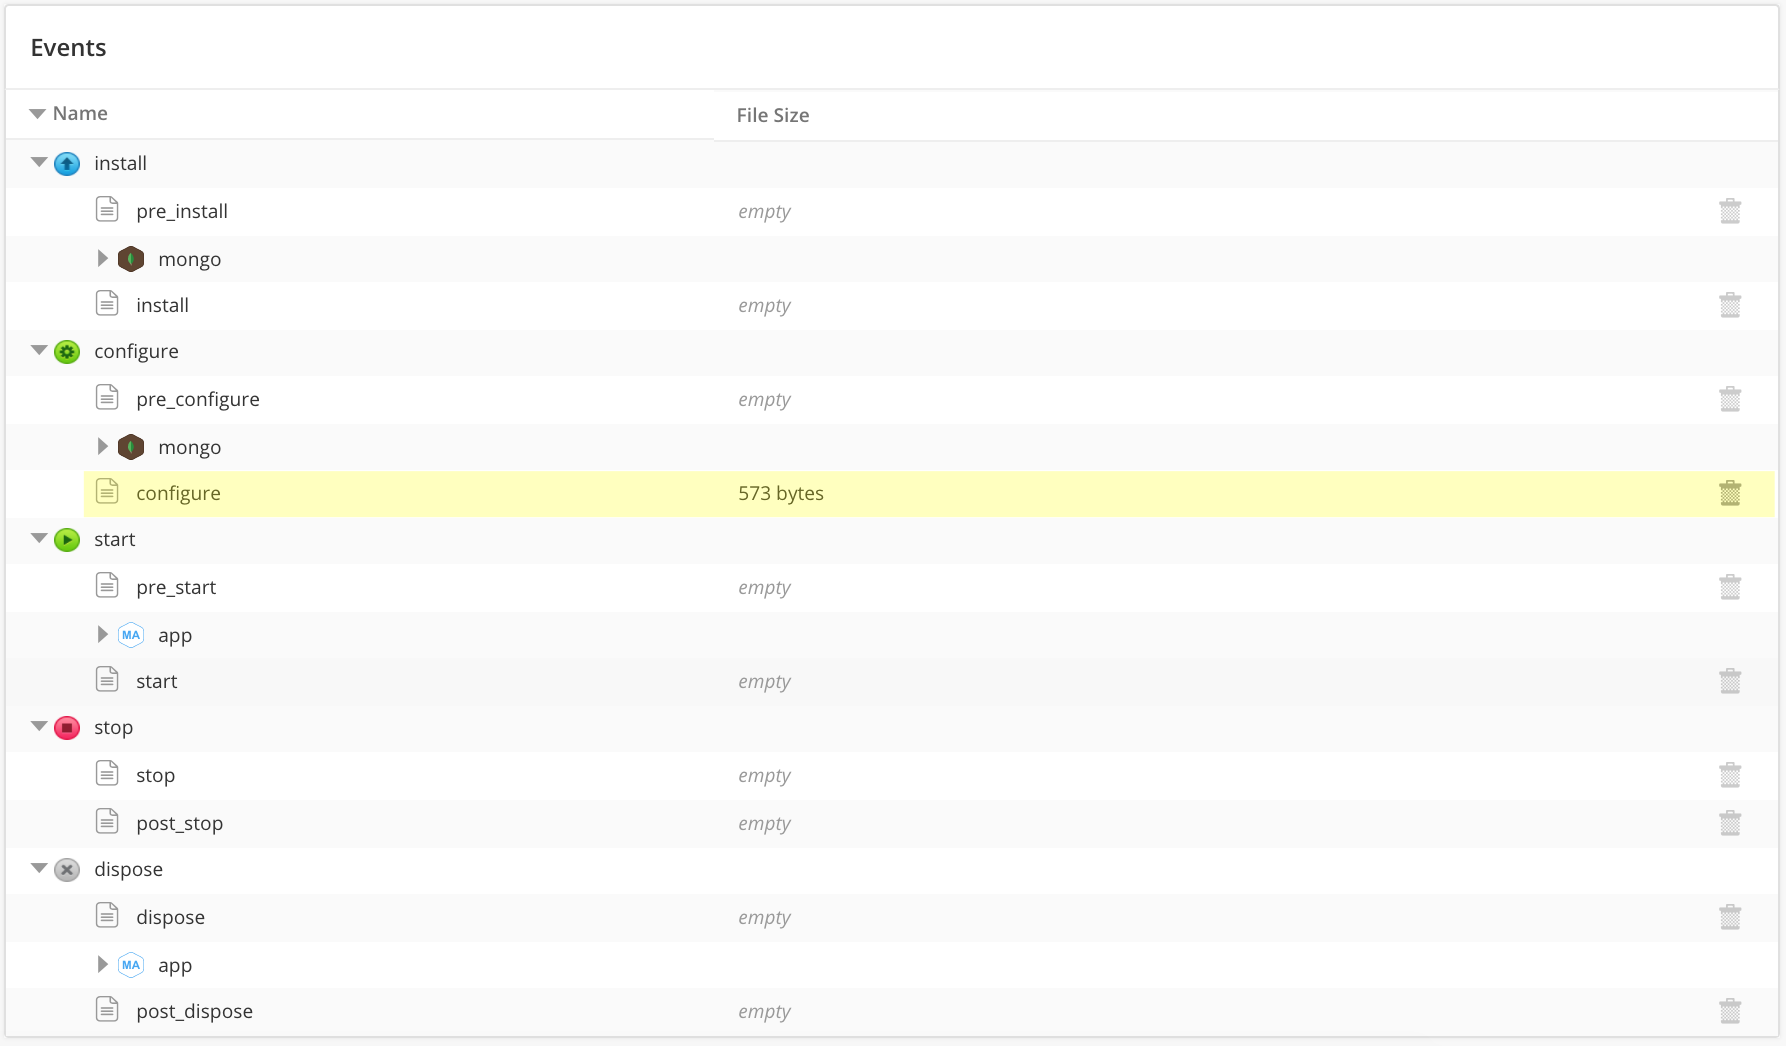 Events
Name File Size
install
pre_install empty
mongo
install empty
configure
pre_configure empty
mongo
configure 573 bytes
start
pre_start empty
MA app
start empty
stop
stop empty
post_stop empty
dispose
dispose empty
MA app
post_dispose empty